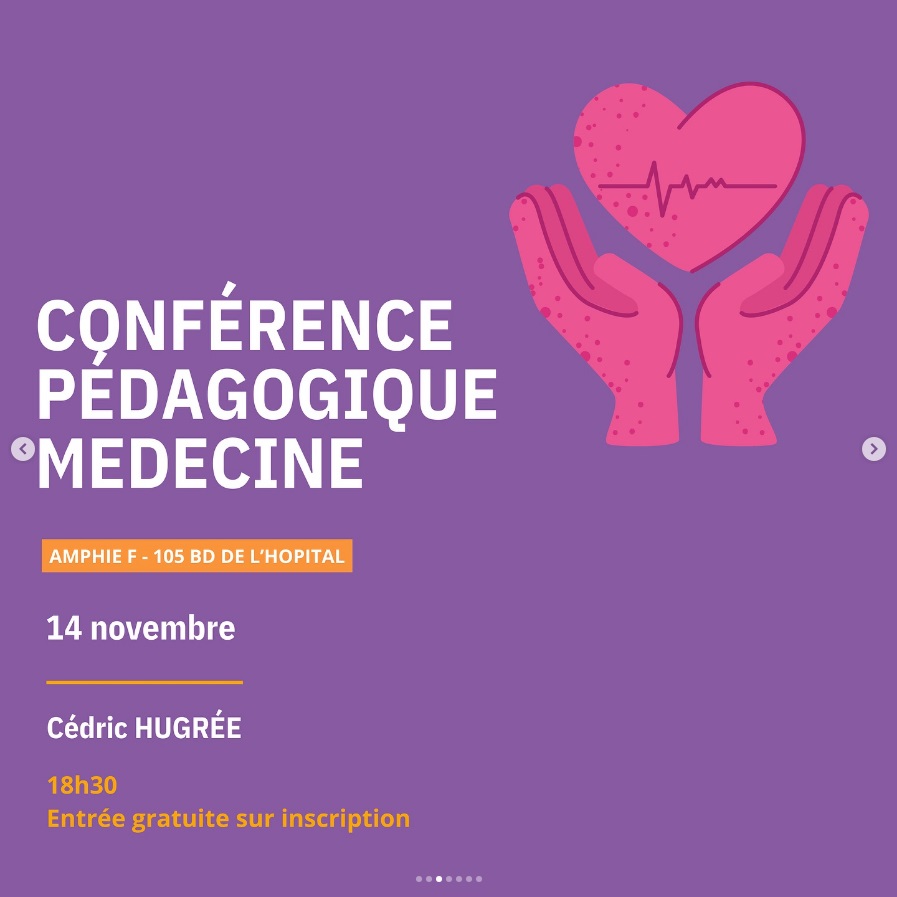 CONFÉRENCE
PÉDAGOGIQUE
MEDECINE
AMPHIE F - 105 BD DE L'HOPITAL
14 novembre
Cédric HUGRÉE
18h30
Entrée gratuite sur inscription